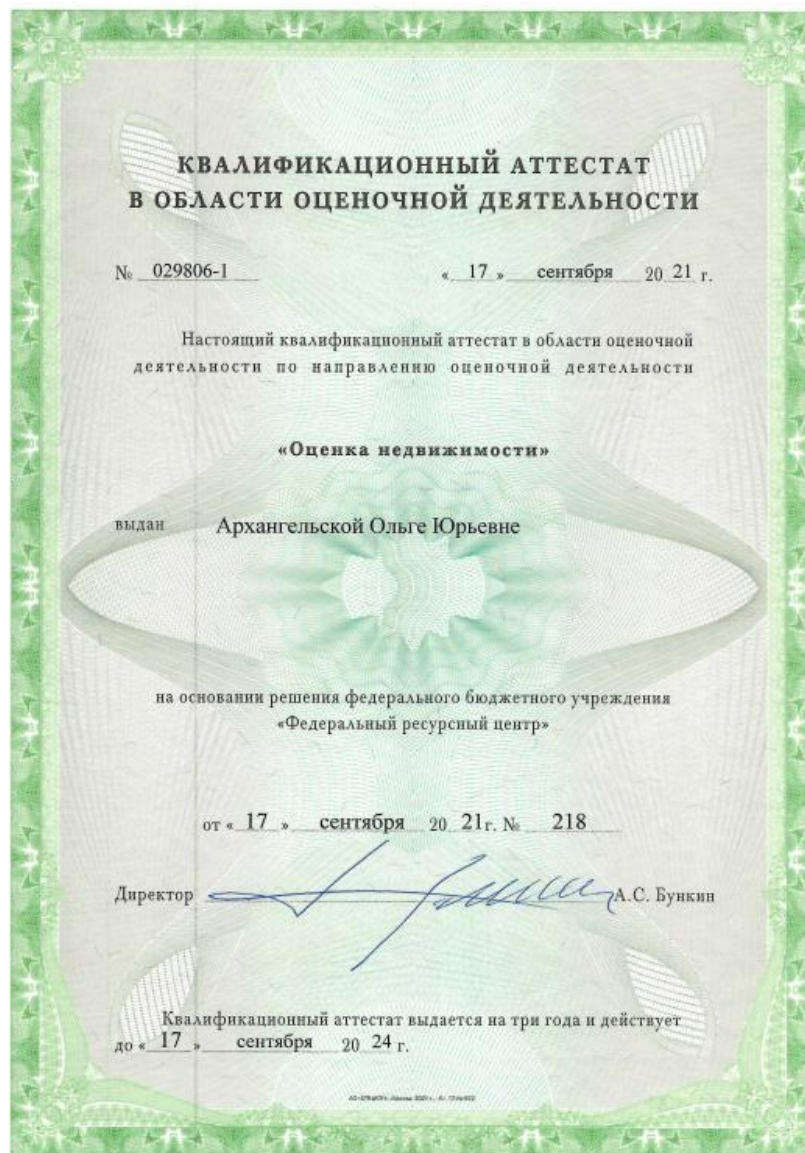 КВАЛИФИКАЦИОННЫЙ АТТЕСТАТ
В ОБЛАСТИ ОЦЕНОЧНОЙ ДЕЯТЕЛЬНОСТИ
№ 029806-1 « 17 » сентября 20 21 г.
Настоящий квалификационный аттестат в области оценочной
деятельности по направлению оценочной деятельности
«Оценка недвижимости»
выдан Архангельской Ольге Юрьевне
на основании решения федерального бюджетного учреждения
«Федеральный ресурсный центр»
от « 17 » сентября 20 21г. № 218
Директор А.С. Бункин
Квалификационный аттестат выдается на три года и действует
до « 17 » сентября 20 24 г.